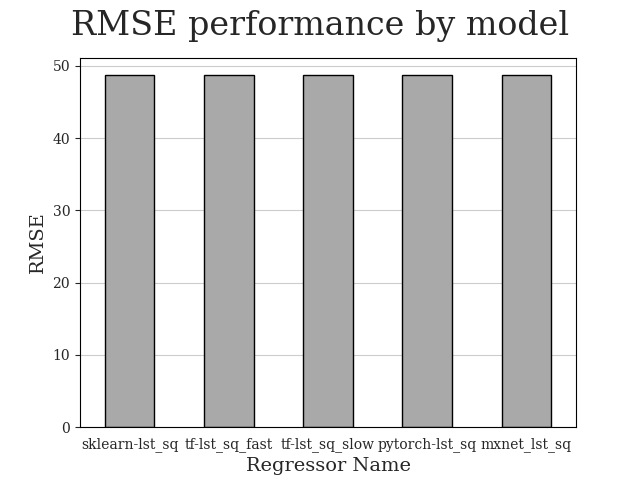 RMSE performance by model
50
40
30
20
10
0
RMSE
sklearn-lst_sq tf-lst_sq_fast tf-lst_sq_slow pytorch-lst_sq mxnet_lst_sq
Regressor Name